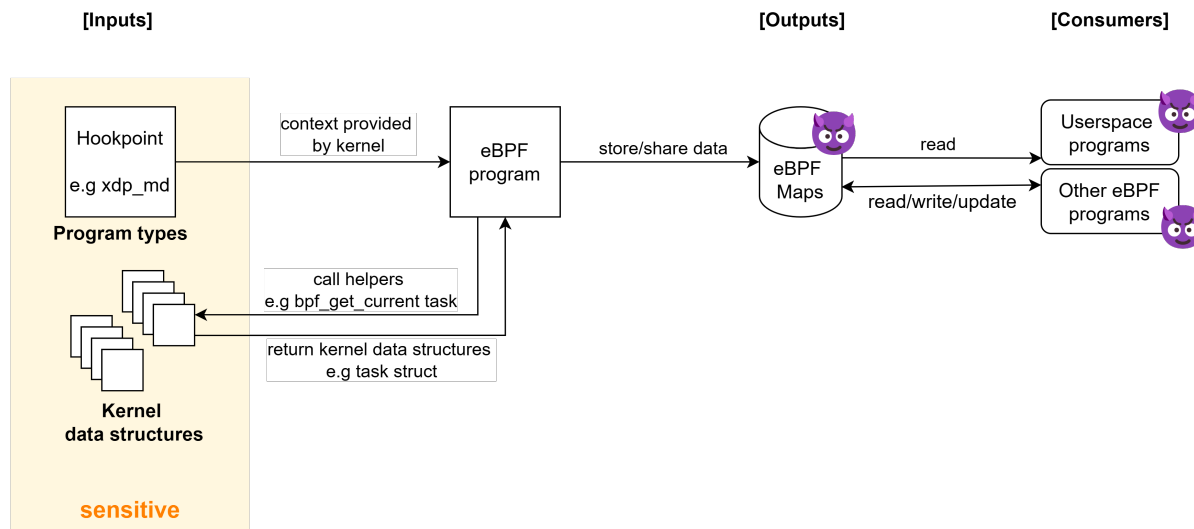 [Inputs]
[Outputs]
[Consumers]
Hookpoint
e.g xdp_md
Program types
context provided
by kernel
eBPF
program
store/share data
eBPF
Maps
read
read/write/update
Userspace
programs
Other eBPF
programs
call helpers
e.g bpf_get_current task
return kernel data structures
e.g task struct
Kernel
data structures
sensitive